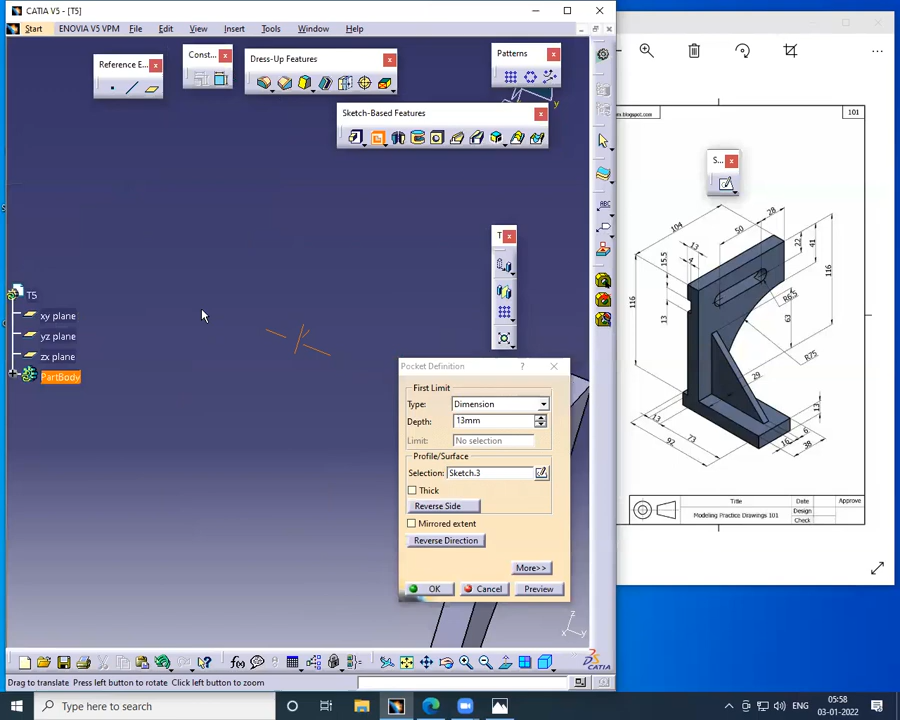 CATIA V5 - [T5]
Start
ENOVIA V5 VPM
File
Edit
View
Insert
Tools
Window
Help
Reference E...
Const...
Dress-Up Features
Patterns
Sketch-Based Features
y
T
ABC
S...
T5
xy plane
yz plane
zx plane
PartBody
Pocket Definition
?
First Limit
Type: Dimension
Depth: 13mm
Limit: No selection
Profile/Surface
Selection: Sketch.3
Thick
Reverse Side
Mirrored extent
Reverse Direction
More>>
OK
Cancel
Preview
z
x
y
f(x)
CATIA
Drag to translate. Press left button to rotate Click left button to zoom
m.blogspot.com
101
104
50
28
13
4
15.5
22
41
116
116
R6.5
13
63
R75
29
13
13
73
92
16
6
38
Title
Date
Approve
Modeling Practice Drawings 101
Design
Check
Type here to search
ENG
05:58
03-01-2022